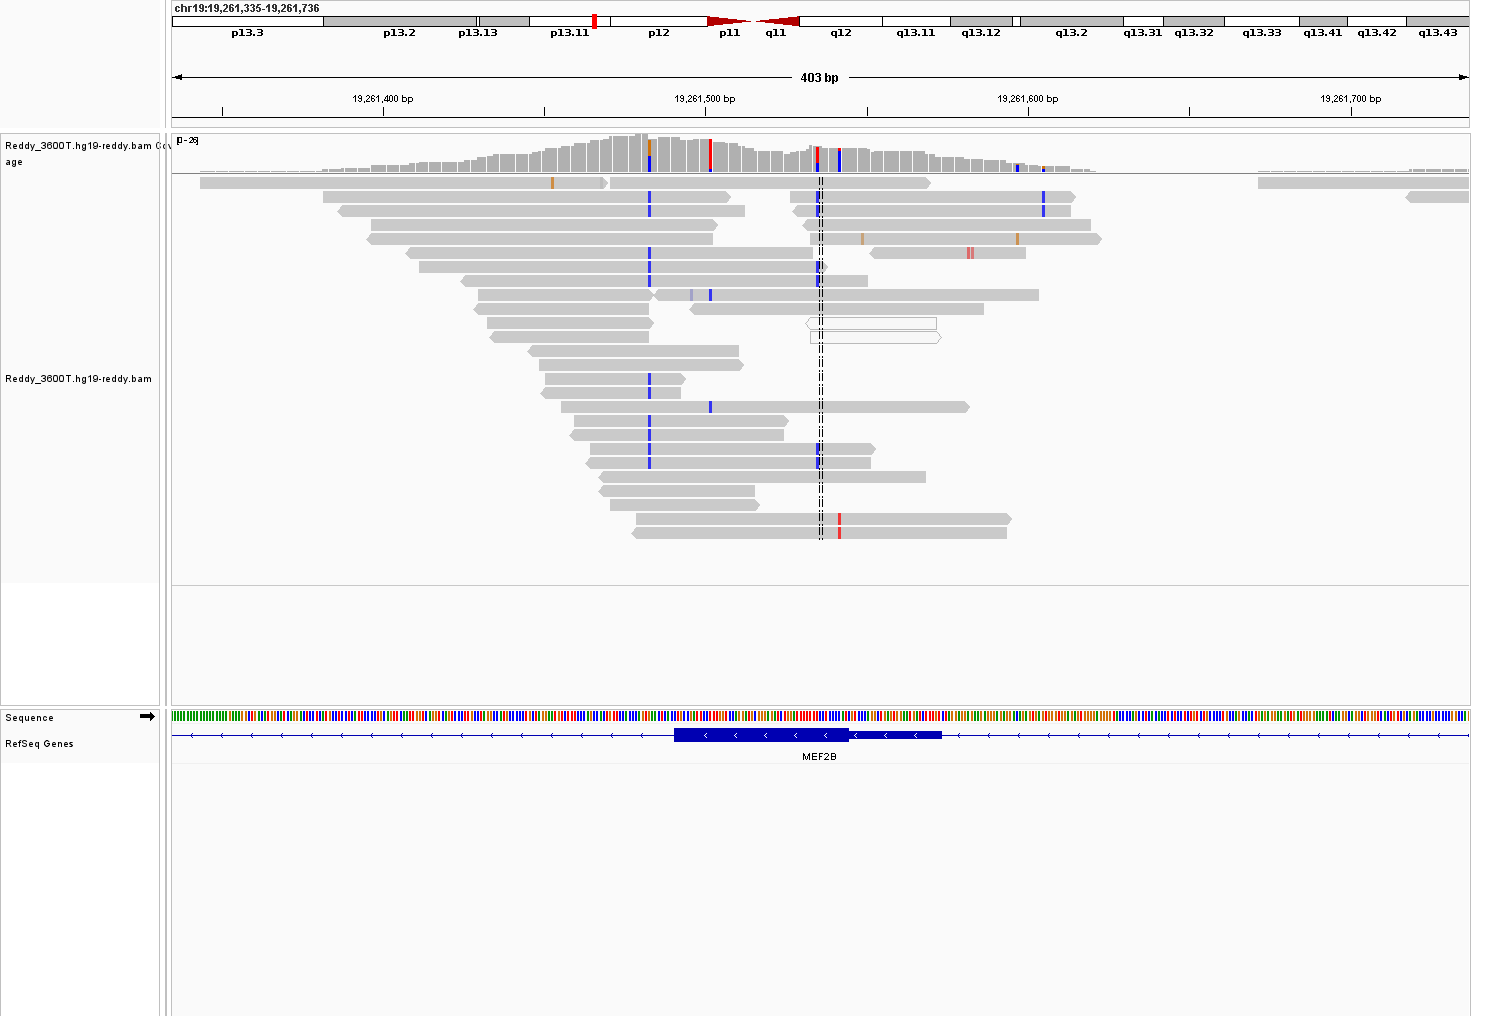 chr19:19,261,335-19,261,736
p13.3 p13.2 p13.13 p13.11 p12 p11 q11 q12 q13.11 q13.12 q13.2 q13.31 q13.32 q13.33 q13.41 q13.42 q13.43
403 bp
19,261,400 bp 19,261,500 bp 19,261,600 bp 19,261,700 bp
[0 - 26]
Reddy_3600T.hg19-reddy.bam Cov
age
Reddy_3600T.hg19-reddy.bam
Sequence
RefSeq Genes
MEF2B